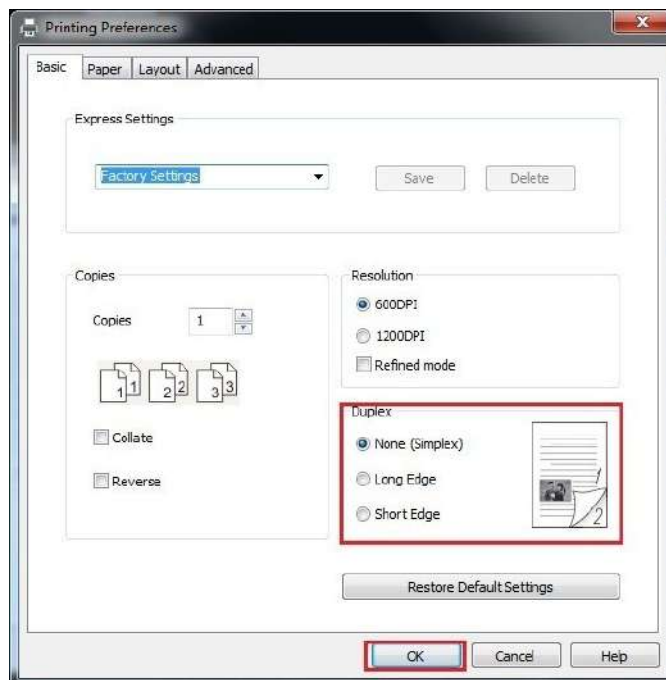 Printing Preferences
Basic Paper Layout Advanced
Express Settings
Factory Settings Save Delete
Copies
Copies 1
1 1 2 2 3 3
Collate
Reverse
Resolution
600DPI
1200DPI
Refined mode
Duplex
None (Simplex)
Long Edge
Short Edge
1
2
Restore Default Settings
OK Cancel Help